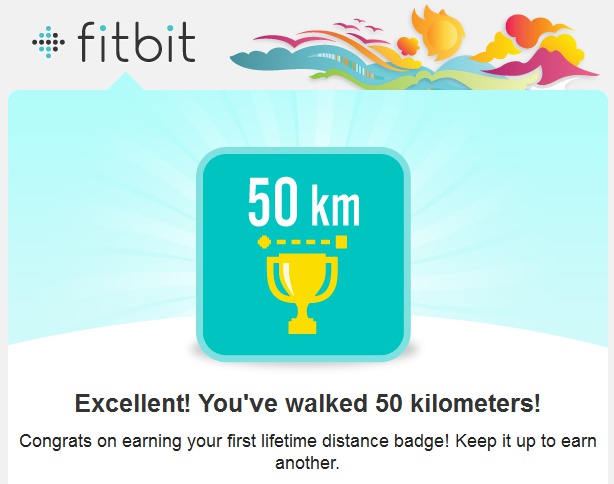 fitbit
50 km
Excellent! You've walked 50 kilometers!
Congrats on earning your first lifetime distance badge! Keep it up to earn
another.